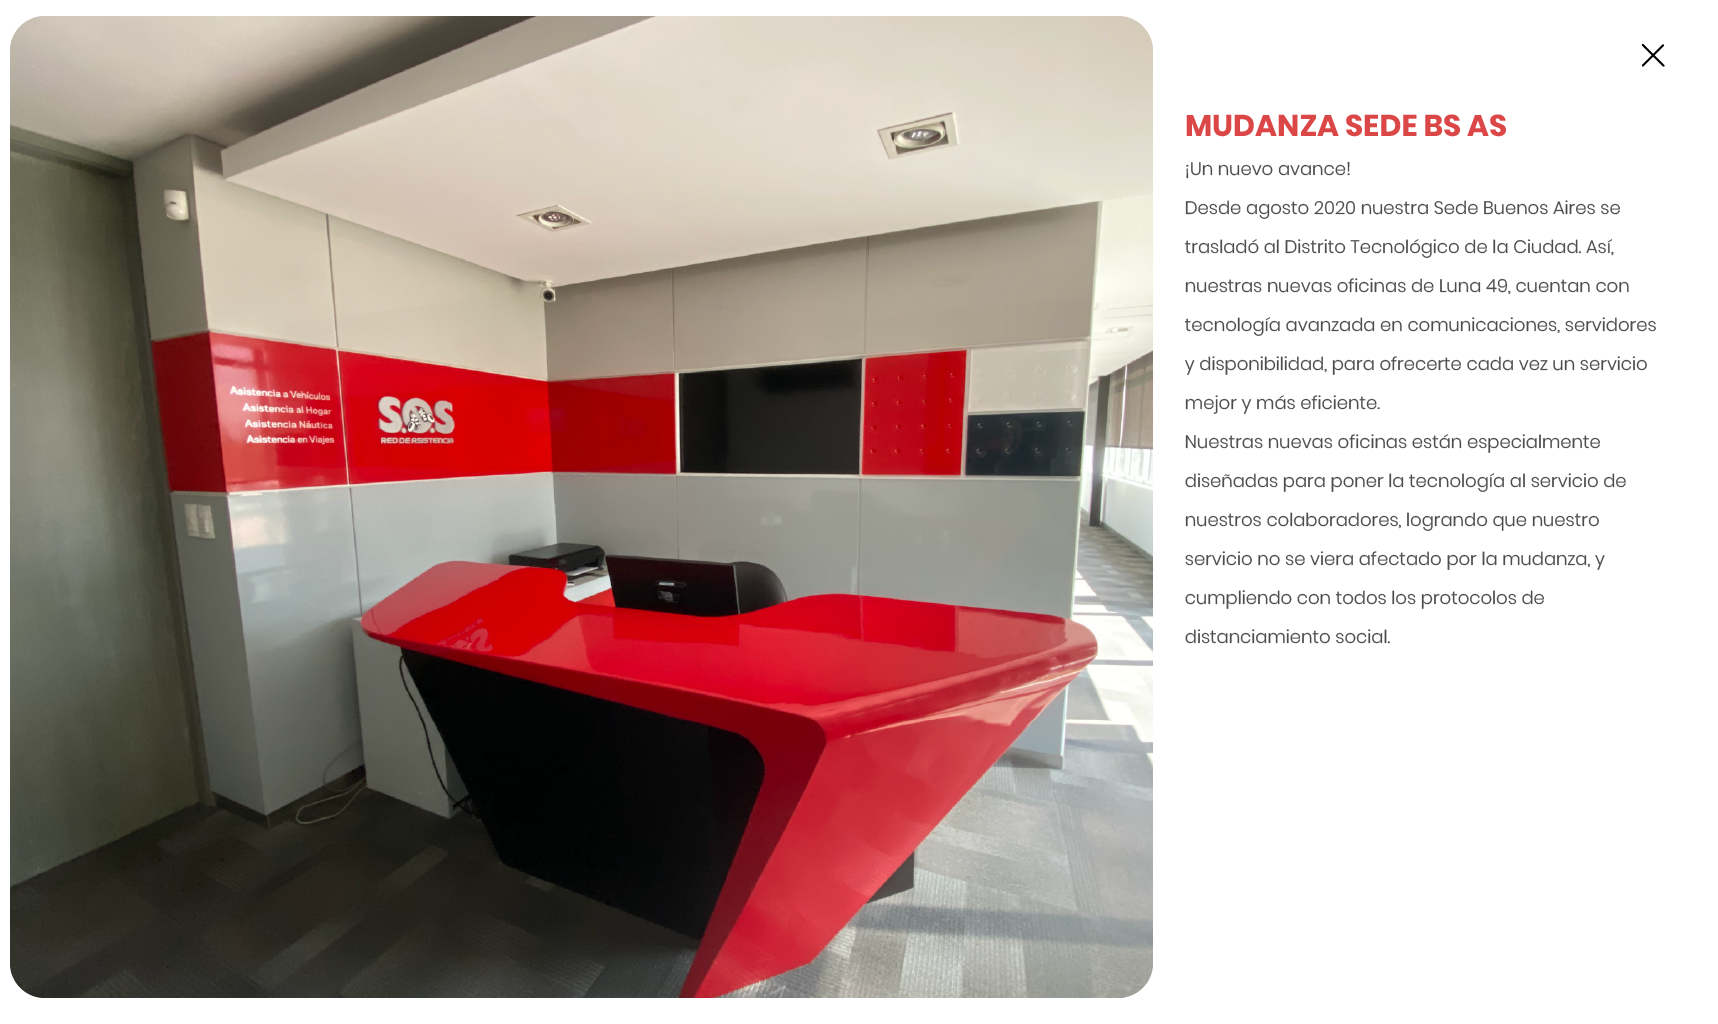 Asistencia a Vehículos
Asistencia al Hogar
Asistencia Náutica
Asistencia en Viajes
S.O.S
RED DE ASISTENCIA
MUDANZA SEDE BS AS
¡Un nuevo avance!
Desde agosto 2020 nuestra Sede Buenos Aires se
trasladó al Distrito Tecnológico de la Ciudad. Así,
nuestras nuevas oficinas de Luna 49, cuentan con
tecnología avanzada en comunicaciones, servidores
y disponibilidad, para ofrecerte cada vez un servicio
mejor y más eficiente.
Nuestras nuevas oficinas están especialmente
diseñadas para poner la tecnología al servicio de
nuestros colaboradores, logrando que nuestro
servicio no se viera afectado por la mudanza, y
cumpliendo con todos los protocolos de
distanciamiento social.